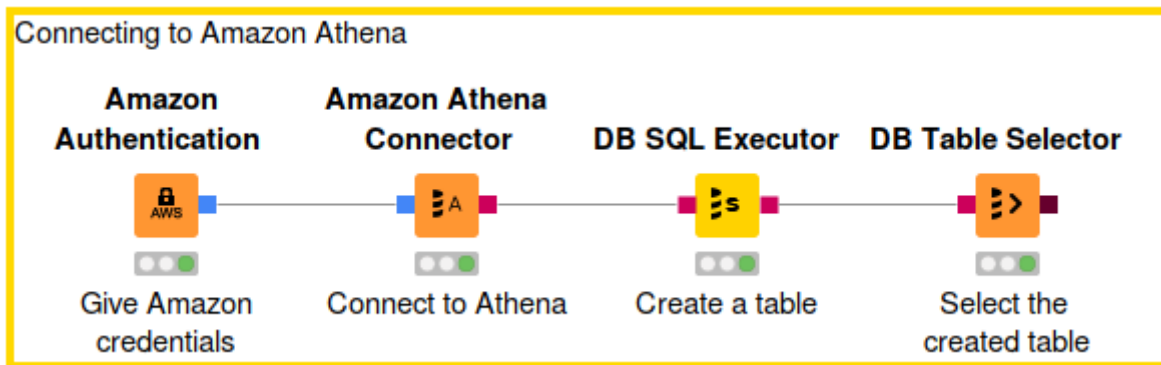 Connecting to Amazon Athena
Amazon
Authentication
Amazon Athena
Connector
DB SQL Executor
DB Table Selector
AWS
A
S
Give Amazon
credentials
Connect to Athena
Create a table
Select the
created table